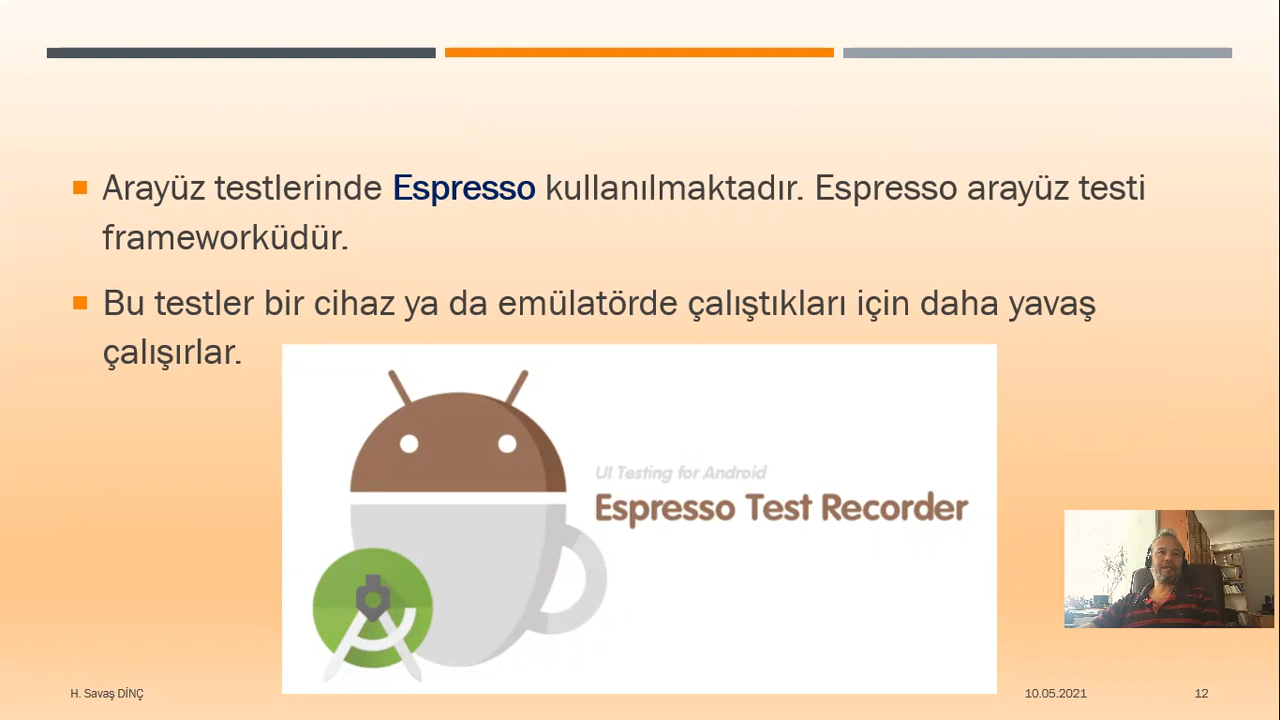 Arayüz testlerinde Espresso kullanılmaktadır. Espresso arayüz testi
frameworküdür.
Bu testler bir cihaz ya da emülatörde çalıştıkları için daha yavaş
çalışırlar.
UI Testing for Android
Espresso Test Recorder
H. Savaş DİNÇ
10.05.2021
12